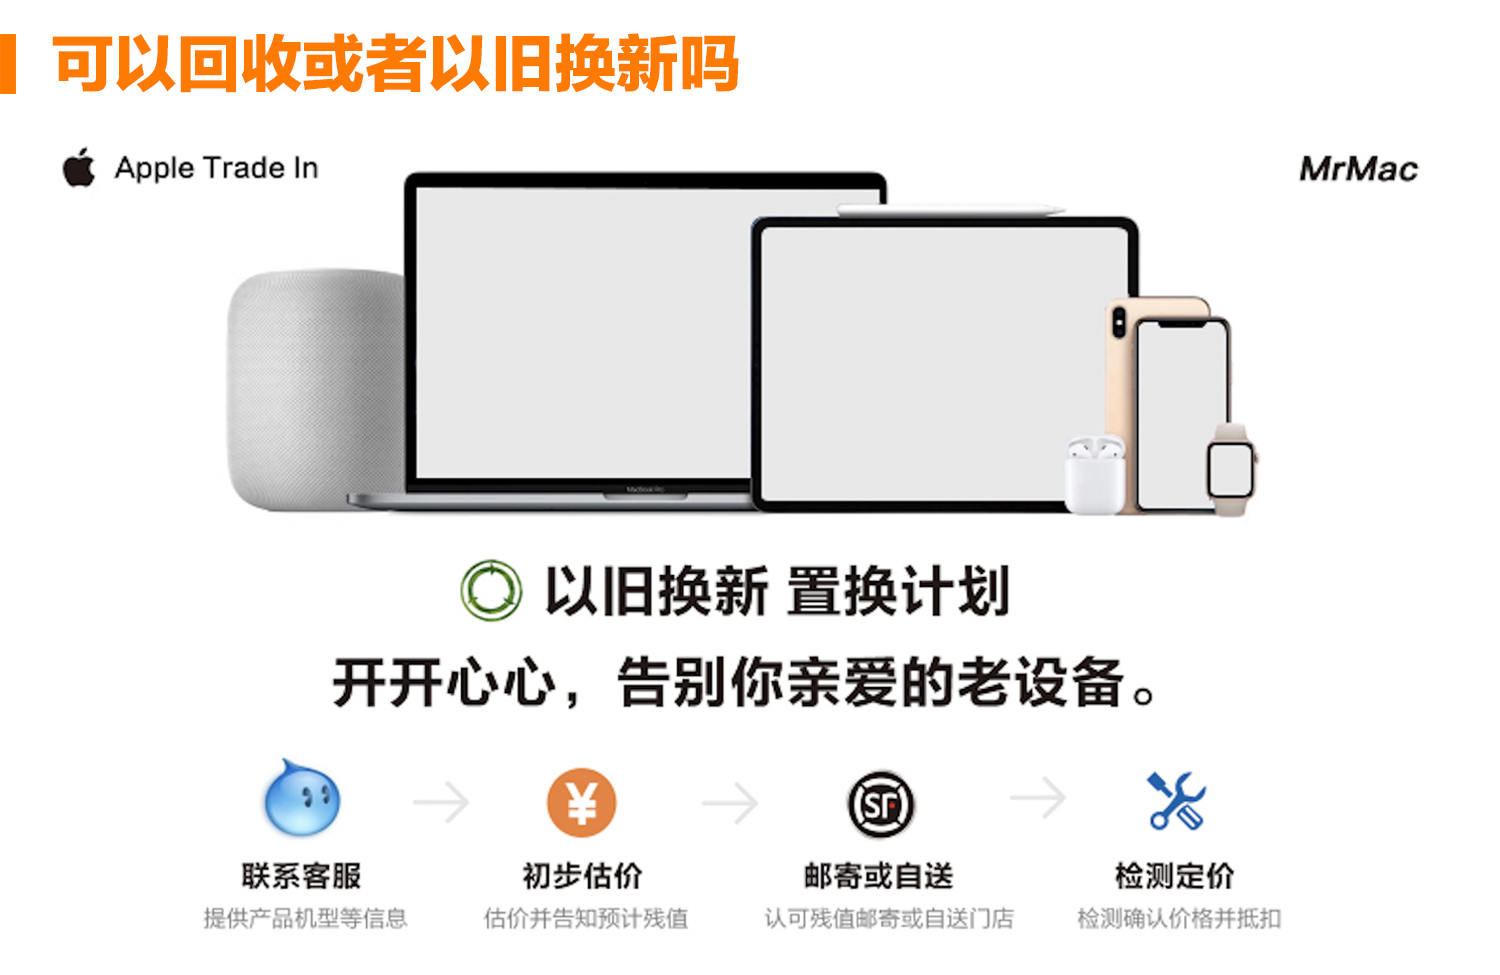 可以回收或者以旧换新吗
Apple Trade In
MrMac
MacBook Pro
以旧换新 置换计划
开开心心，告别你亲爱的老设备。
¥
SF
联系客服
初步估价
邮寄或自送
检测定价
提供产品机型等信息
估价并告知预计残值
认可残值邮寄或自送门店
检测确认价格并抵扣